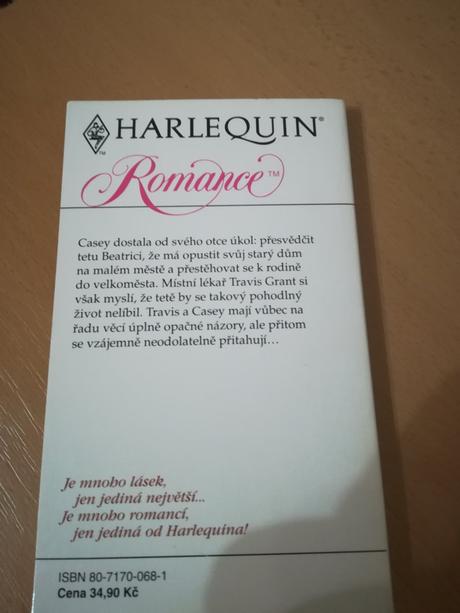 HARLEQUIN®
TM
Romance™
Casey dostala od svého otce úkol: přesvědčit
tetu Beatrici, že má opustit svůj starý dům
na malém městě a přestěhovat se k rodině
do velkoměsta. Místní lékař Travis Grant si
však myslí, že tetě by se takový pohodlný
život nelíbil. Travis a Casey mají vůbec na
řadu věcí úplně opačné názory, ale přitom
se vzájemně neodolatelně přitahují...
Je mnoho lásek,
jen jediná největší...
Je mnoho romancí,
jen jediná od Harlequina!
ISBN 80-7170-068-1
Cena 34,90 Kč